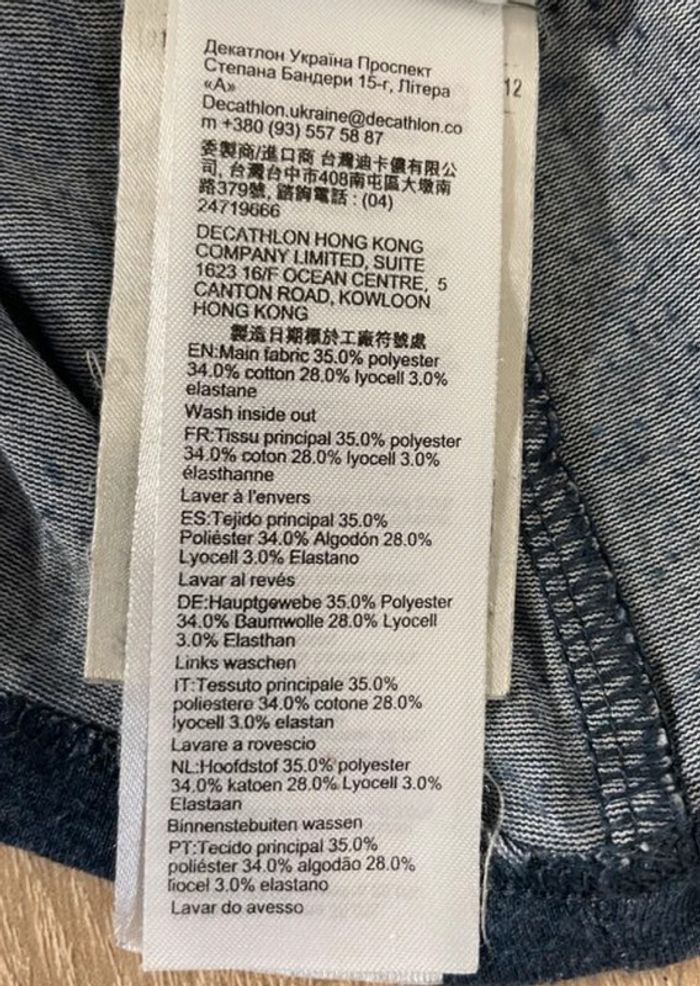 12
Декатлон Україна Проспект
Степана Бандери 15-г, Літера
«А»
Decathlon.ukraine@decathlon.co
m +380 (93) 557 58 87
委製商/進口商 台灣迪卡儂有限公
司, 台灣台中市408南屯區大墩南
路379號, 諮詢電話 : (04)
24719666
DECATHLON HONG KONG
COMPANY LIMITED, SUITE
1623 16/F OCEAN CENTRE, 5
CANTON ROAD, KOWLOON
HONG KONG
製造日期標於工廠符號處
EN:Main fabric 35.0% polyester
34.0% cotton 28.0% lyocell 3.0%
elastane
Wash inside out
FR:Tissu principal 35.0% polyester
34.0% coton 28.0% lyocell 3.0%
élasthanne
Laver à l'envers
ES:Tejido principal 35.0%
Poliéster 34.0% Algodón 28.0%
Lyocell 3.0% Elastano
Lavar al revés
DE:Hauptgewebe 35.0% Polyester
34.0% Baumwolle 28.0% Lyocell
3.0% Elasthan
Links waschen
IT:Tessuto principale 35.0%
poliestere 34.0% cotone 28.0%
lyocell 3.0% elastan
Lavare a rovescio
NL:Hoofdstof 35.0% polyester
34.0% katoen 28.0% Lyocell 3.0%
Elastaan
Binnenstebuiten wassen
PT:Tecido principal 35.0%
poliéster 34.0% algodão 28.0%
liocel 3.0% elastano
Lavar do avesso